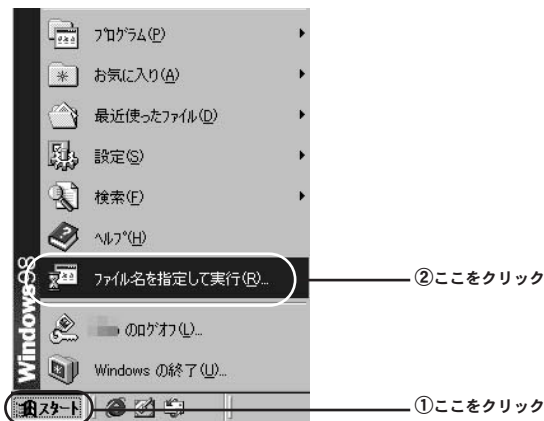 プログラム(P)
お気に入り(A)
最近使ったファイル(D)
設定(S)
検索(F)
ヘルプ(H)
ファイル名を指定して実行(R)...
②ここをクリック
のログオフ(L)...
Windows の終了(U)...
Windows98
スタート
①ここをクリック